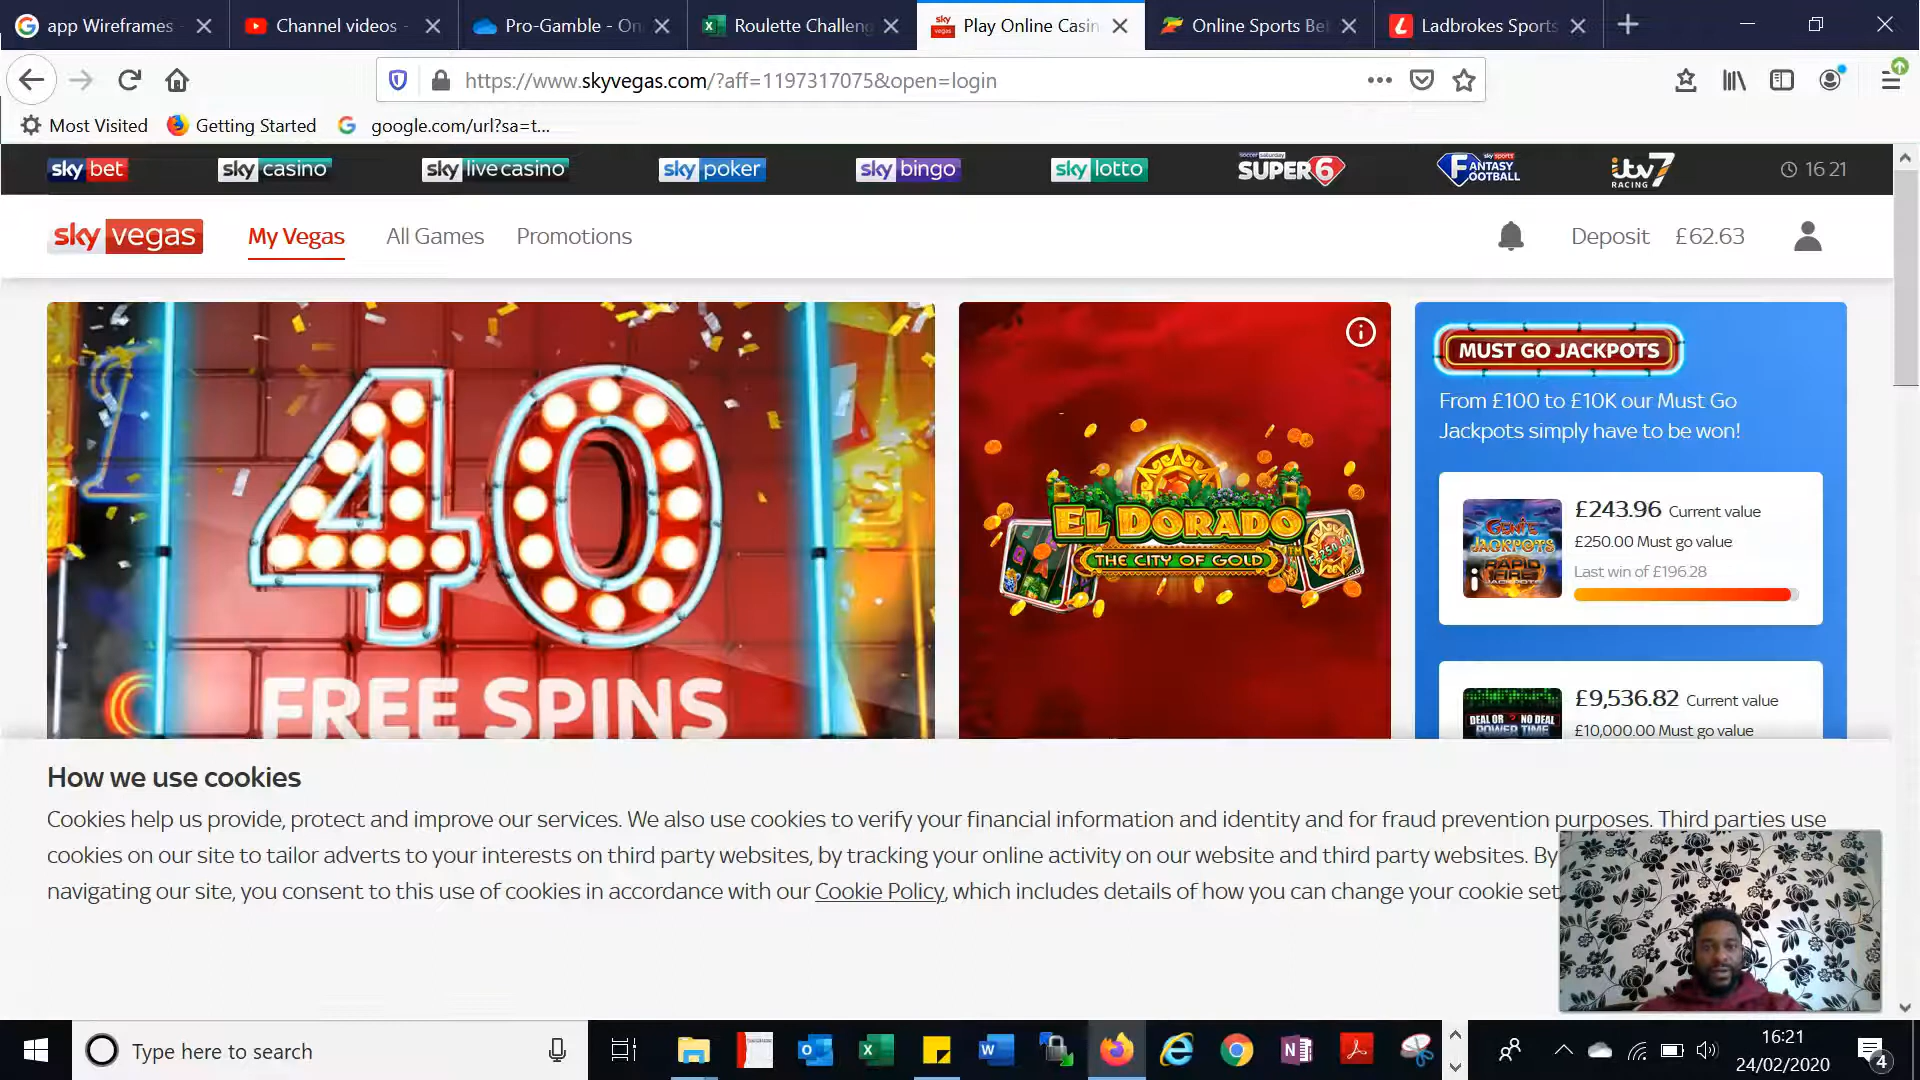 app Wireframes
Channel videos -
Pro-Gamble - On
Roulette Challeng
Play Online Casin
Online Sports Be
Ladbrokes Sports
https://www.skyvegas.com/?aff=1197317075&open=login
Most Visited
Getting Started
google.com/url?sa=t...
sky bet
sky casino
sky live casino
sky poker
sky bingo
sky lotto
SUPER 6
sky sports
FANTASY
FOOTBALL
itv7
RACING
16 21
sky vegas
My Vegas
All Games
Promotions
Deposit
£62.63
40
FREE SPINS
EL DORADO
THE CITY OF GOLD
MUST GO JACKPOTS
From £100 to £10K our Must Go
Jackpots simply have to be won!
GENIE
JACKPOTS
RAPID
FIRE
JACKPOTS
£243.96 Current value
£250.00 Must go value
Last win of £196.28
DEAL OR NO DEAL
POWER TIME
£9,536.82 Current value
£10,000.00 Must go value
How we use cookies
Cookies help us provide, protect and improve our services. We also use cookies to verify your financial information and identity and for fraud prevention purposes. Third parties use
cookies on our site to tailor adverts to your interests on third party websites, by tracking your online activity on our website and third party websites. By
navigating our site, you consent to this use of cookies in accordance with our Cookie Policy, which includes details of how you can change your cookie set
Type here to search
16:21
24/02/2020
4